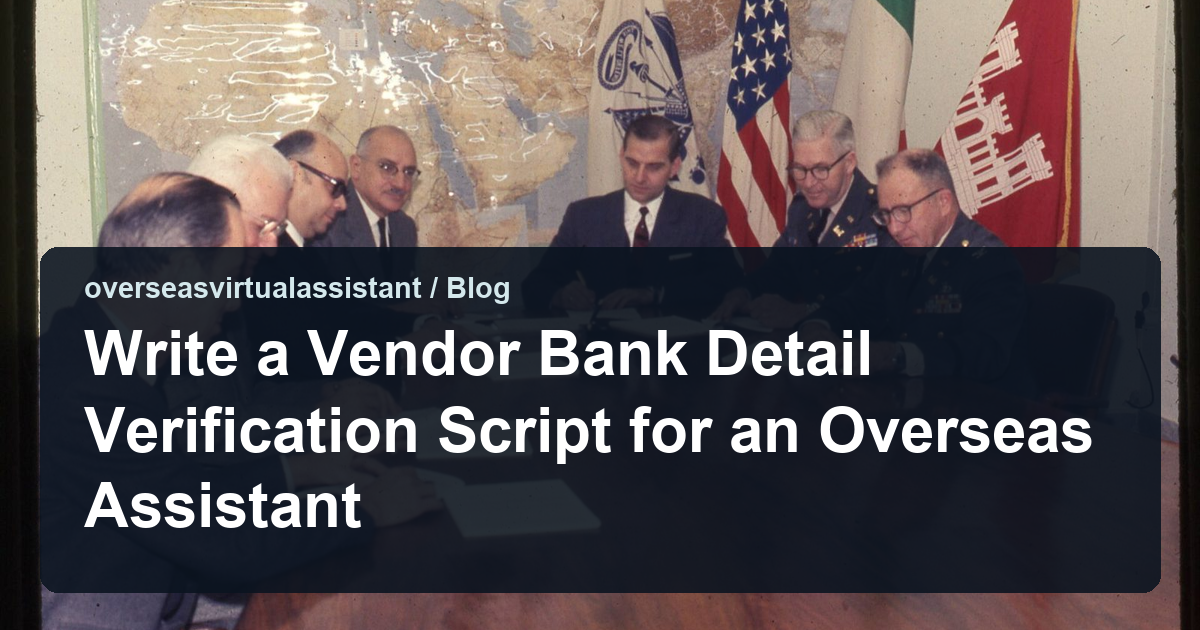 overseasvirtualassistant / Blog
Write a Vendor Bank Detail
Verification Script for an Overseas
Assistant